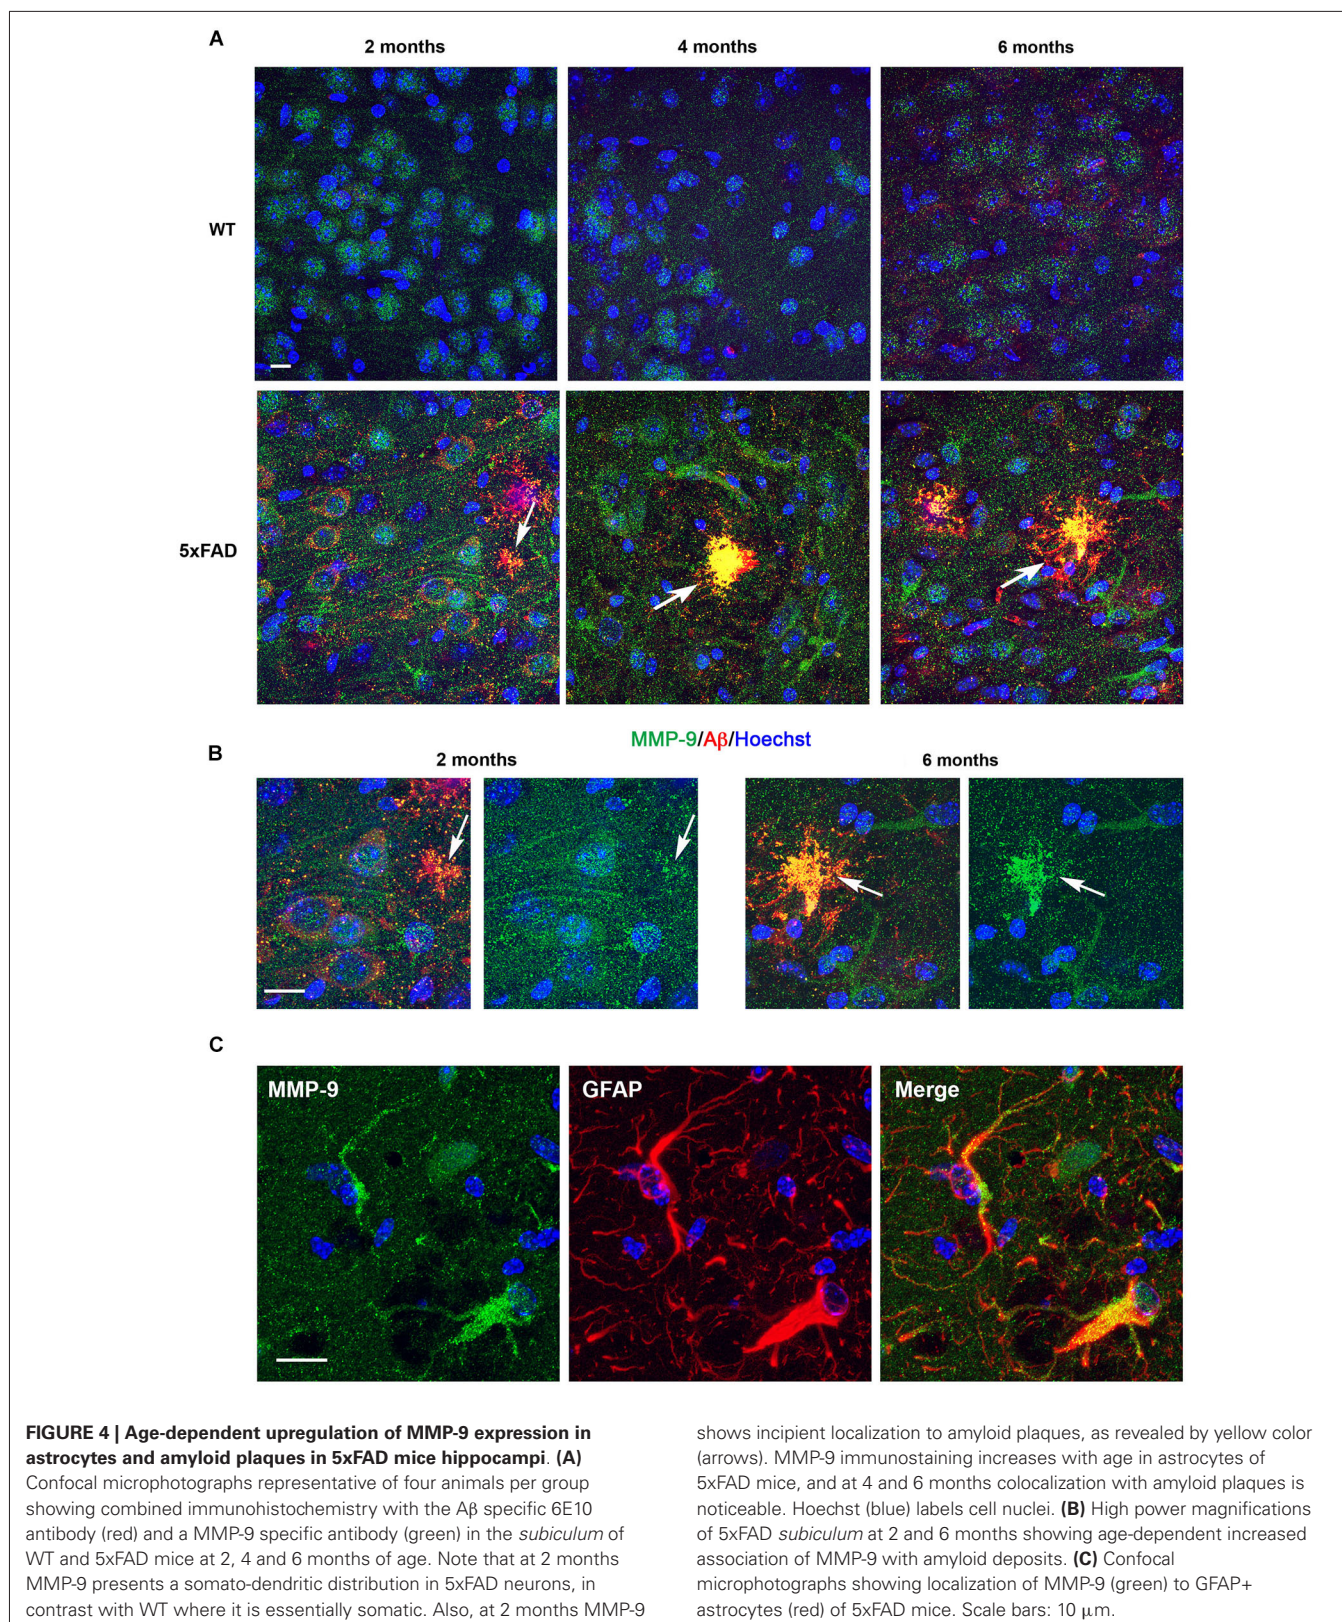 A
2 months
4 months
6 months
WT
5xFAD
MMP-9/Aβ/Hoechst
B
2 months
6 months
C
MMP-9
GFAP
Merge
FIGURE 4 | Age-dependent upregulation of MMP-9 expression in
astrocytes and amyloid plaques in 5xFAD mice hippocampi. (A)
Confocal microphotographs representative of four animals per group
showing combined immunohistochemistry with the Aβ specific 6E10
antibody (red) and a MMP-9 specific antibody (green) in the subiculum of
WT and 5xFAD mice at 2, 4 and 6 months of age. Note that at 2 months
MMP-9 presents a somato-dendritic distribution in 5xFAD neurons, in
contrast with WT where it is essentially somatic. Also, at 2 months MMP-9
shows incipient localization to amyloid plaques, as revealed by yellow color
(arrows). MMP-9 immunostaining increases with age in astrocytes of
5xFAD mice, and at 4 and 6 months colocalization with amyloid plaques is
noticeable. Hoechst (blue) labels cell nuclei. (B) High power magnifications
of 5xFAD subiculum at 2 and 6 months showing age-dependent increased
association of MMP-9 with amyloid deposits. (C) Confocal
microphotographs showing localization of MMP-9 (green) to GFAP+
astrocytes (red) of 5xFAD mice. Scale bars: 10 μm.